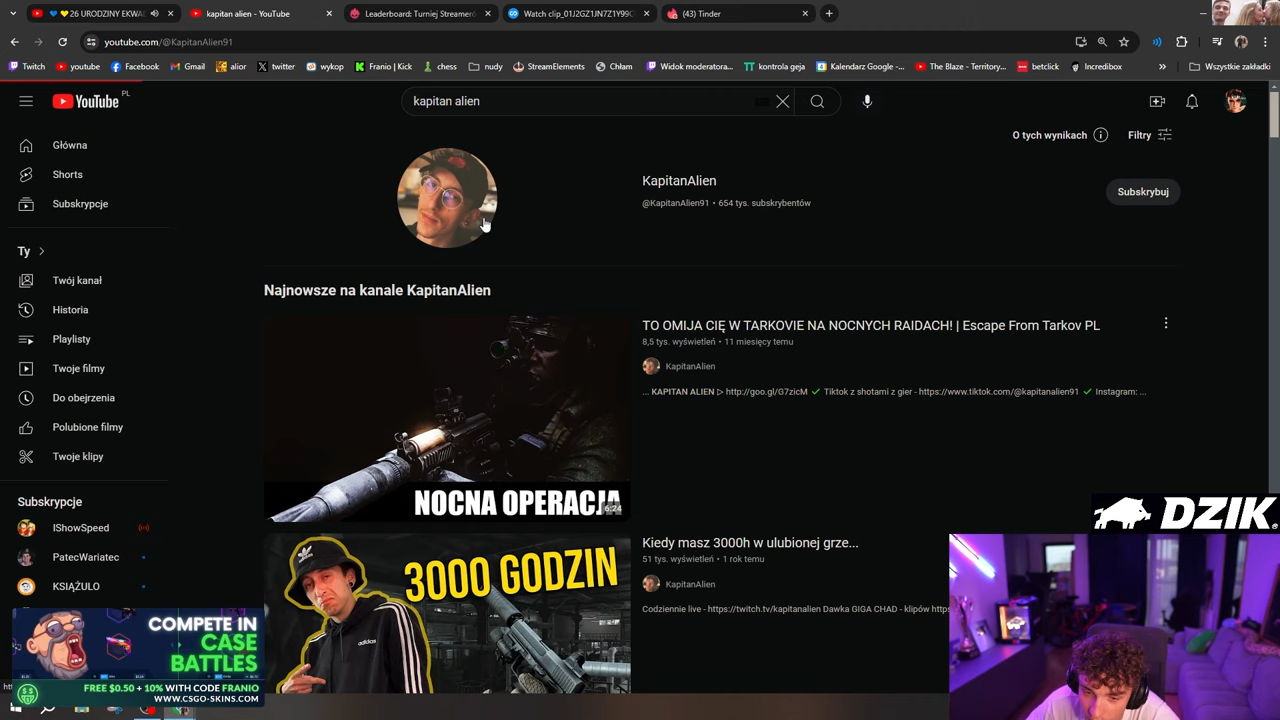 26 URODZINY EKWA
kapitan alien - YouTube
Leaderboard: Turniej Streameró
Watch clip_01J2GZ1JN7Z1Y99
(43) Tinder
youtube.com/@KapitanAlien91
Twitch
youtube
Facebook
Gmail
alior
twitter
wykop
Franio | Kick
chess
nudy
StreamElements
Chłam
Widok moderatora...
kontrola geja
Kalendarz Google -...
The Blaze - Territory...
betclick
Incredibox
Wszystkie zakładki
YouTube PL
kapitan alien
O tych wynikach
Filtry
Główna
Shorts
Subskrypcje
Ty
Twój kanał
Historia
Playlisty
Twoje filmy
Do obejrzenia
Polubione filmy
Twoje klipy
Subskrypcje
IShowSpeed
PatecWariatec
KSIĄŻULO
KapitanAlien
@KapitanAlien91 • 654 tys. subskrybentów
Subskrybuj
Najnowsze na kanale KapitanAlien
NOCNA OPERACJA
6:24
TO OMIJA CIĘ W TARKOVIE NA NOCNYCH RAIDACH! | Escape From Tarkov PL
8,5 tys. wyświetleń • 11 miesięcy temu
KapitanAlien
... KAPITAN ALIEN ▷ http://goo.gl/G7zicM ✔ Tiktok z shotami z gier - https://www.tiktok.com/@kapitanalien91 ✔ Instagram: ...
3000 GODZIN
adidas
Kiedy masz 3000h w ulubionej grze...
51 tys. wyświetleń • 1 rok temu
KapitanAlien
Codziennie live - https://twitch.tv/kapitanalien Dawka GIGA CHAD - klipów https
DZIK
COMPETE IN
CASE
BATTLES
FREE $0.50 + 10% WITH CODE FRANIO
WWW.CSGO-SKINS.COM